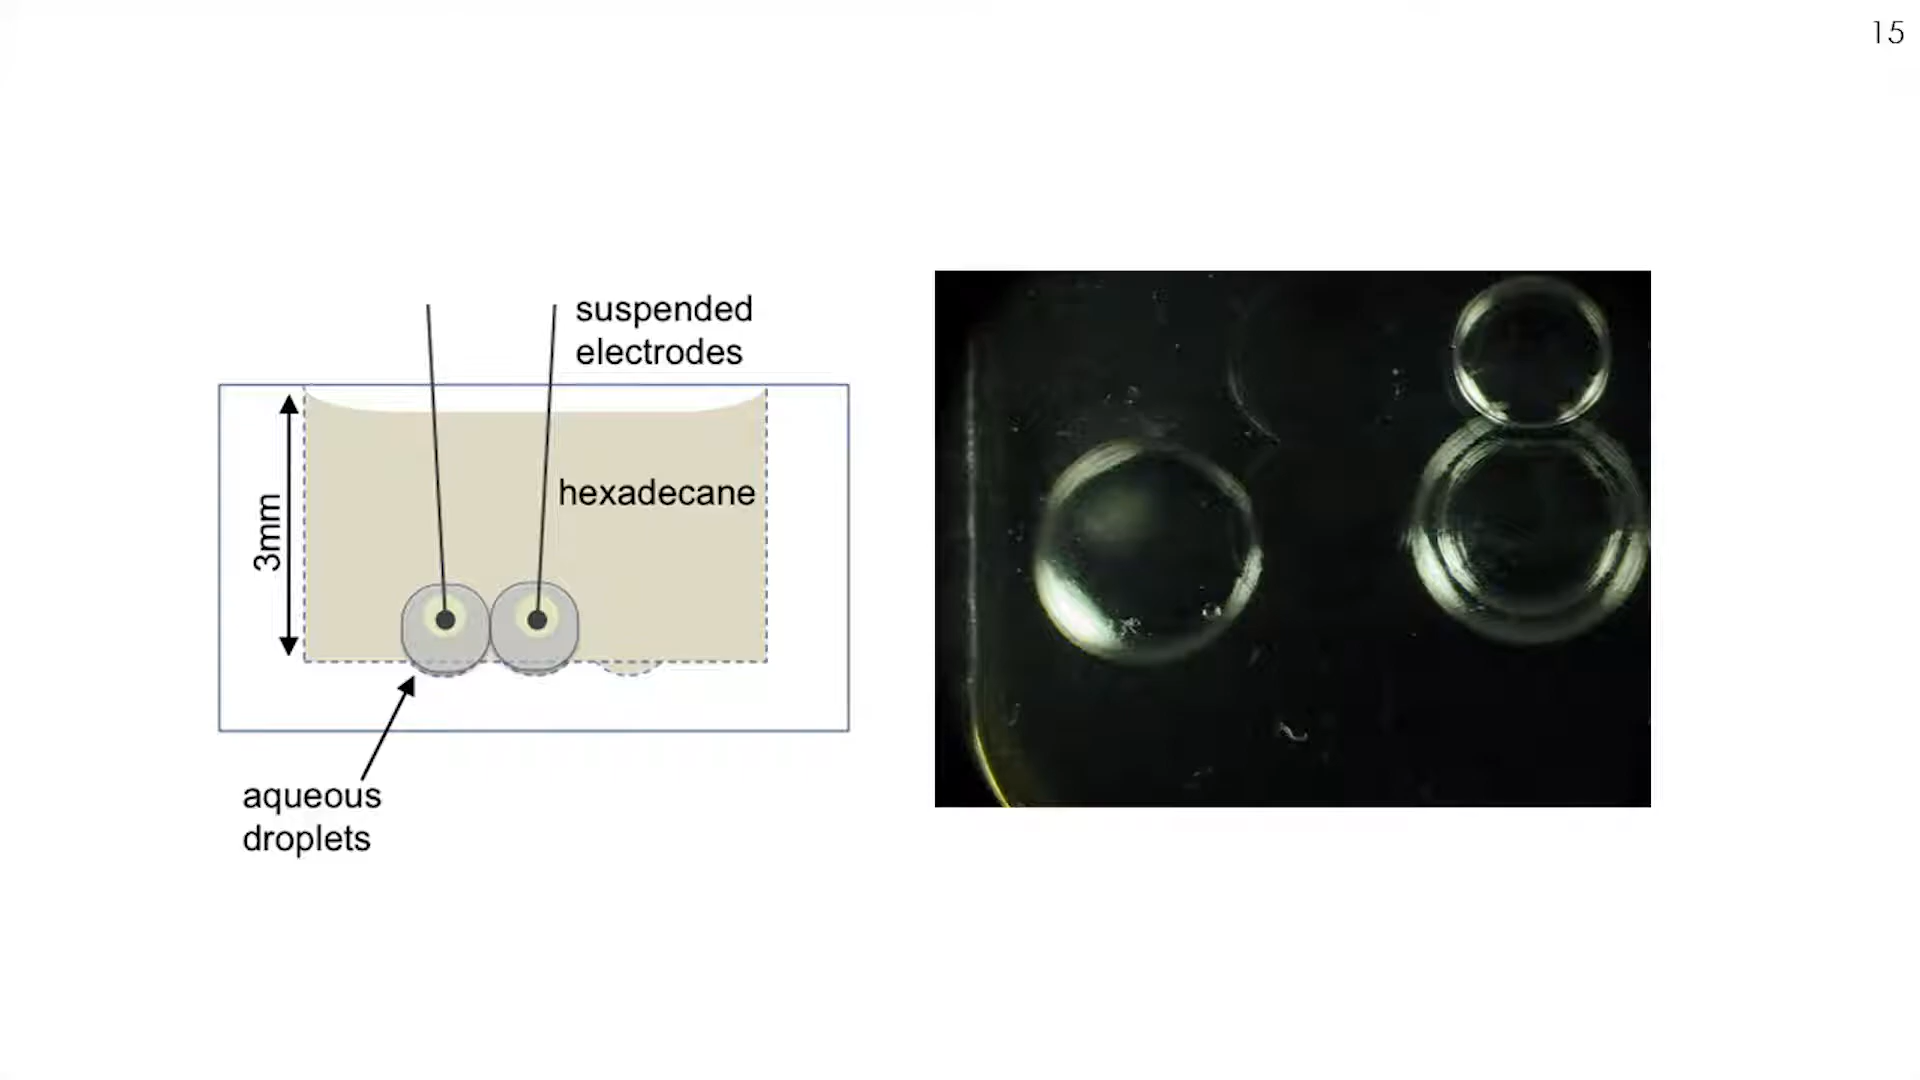 15
suspended
electrodes
hexadecane
3mm
aqueous
droplets